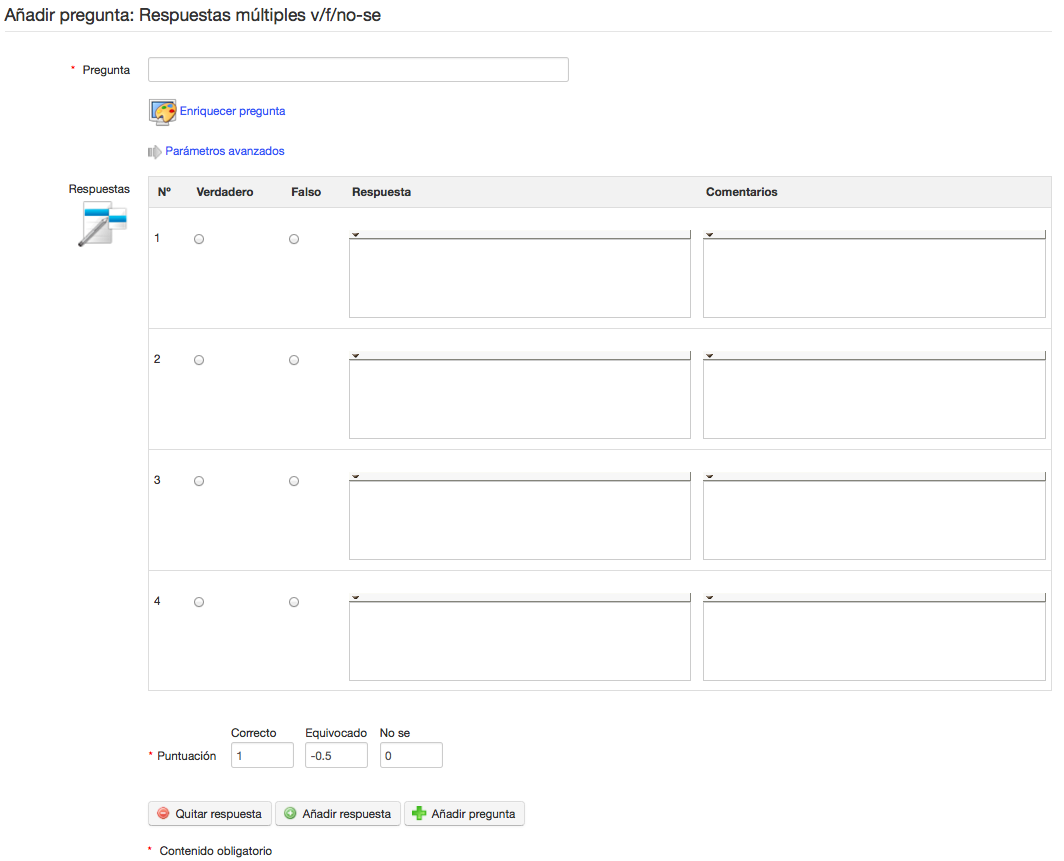 Añadir pregunta: Respuestas múltiples v/f/no-se
* Pregunta
Enriquecer pregunta
Parámetros avanzados
Respuestas
Nº Verdadero Falso Respuesta Comentarios
1
2
3
4
Correcto Equivocado No se
* Puntuación 1 -0.5 0
Quitar respuesta Añadir respuesta Añadir pregunta
* Contenido obligatorio